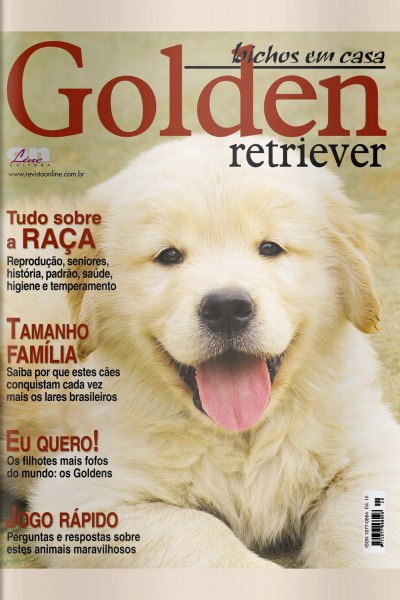 bichos em casa
Golden
retriever
on
Line
EDITORA
www.revistaonline.com.br
Tudo sobre
a RAÇA
Reprodução, seniores,
história, padrão, saúde,
higiene e temperamento
TAMANHO
FAMÍLIA
Saiba por que estes cães
conquistam cada vez
mais os lares brasileiros
EU QUERO!
Os filhotes mais fofos
do mundo: os Goldens
JOGO RÁPIDO
Perguntas e respostas sobre
estes animais maravilhosos